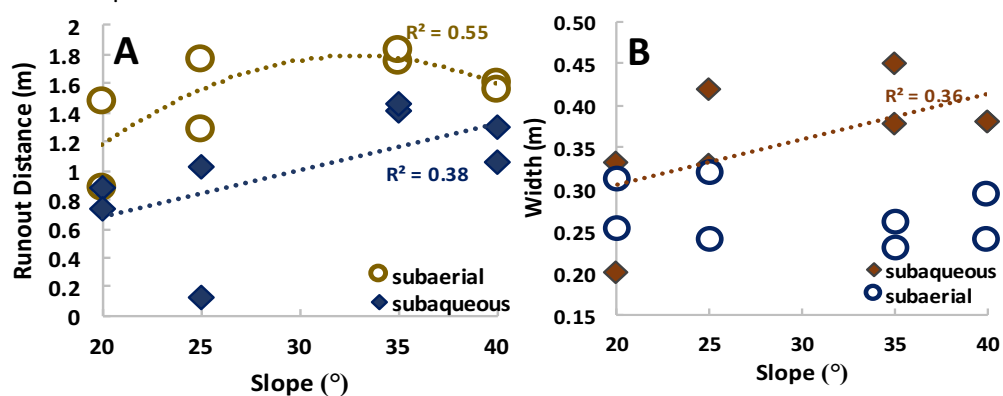 A
R² = 0.55
2
1.8
1.6
1.4
1.2
1
0.8
0.6
0.4
0.2
0
Runout Distance (m)
R² = 0.38
subaerial
subaqueous
20
25
30
35
40
Slope (°)
B
0.50
0.45
0.40
0.35
0.30
0.25
0.20
0.15
Width (m)
R² = 0.36
subaqueous
subaerial
20
25
30
35
40
Slope (°)